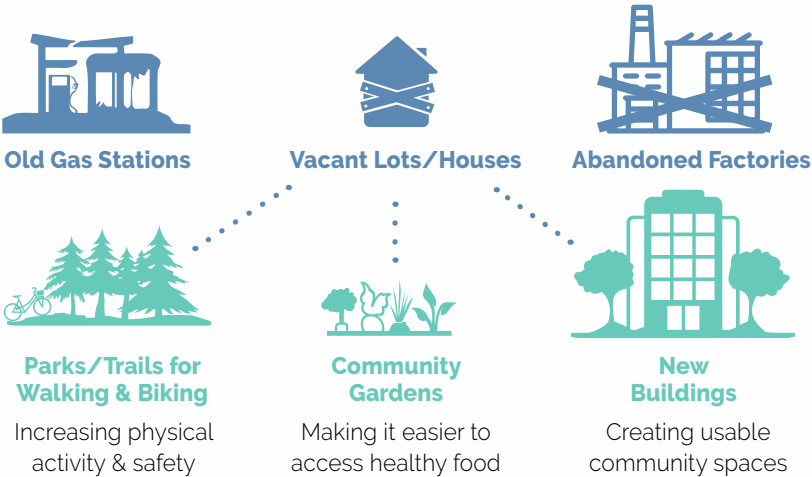 Old Gas Stations
Vacant Lots/Houses
Abandoned Factories
Parks/Trails for
Walking & Biking
Increasing physical
activity & safety
Community
Gardens
Making it easier to
access healthy food
New
Buildings
Creating usable
community spaces